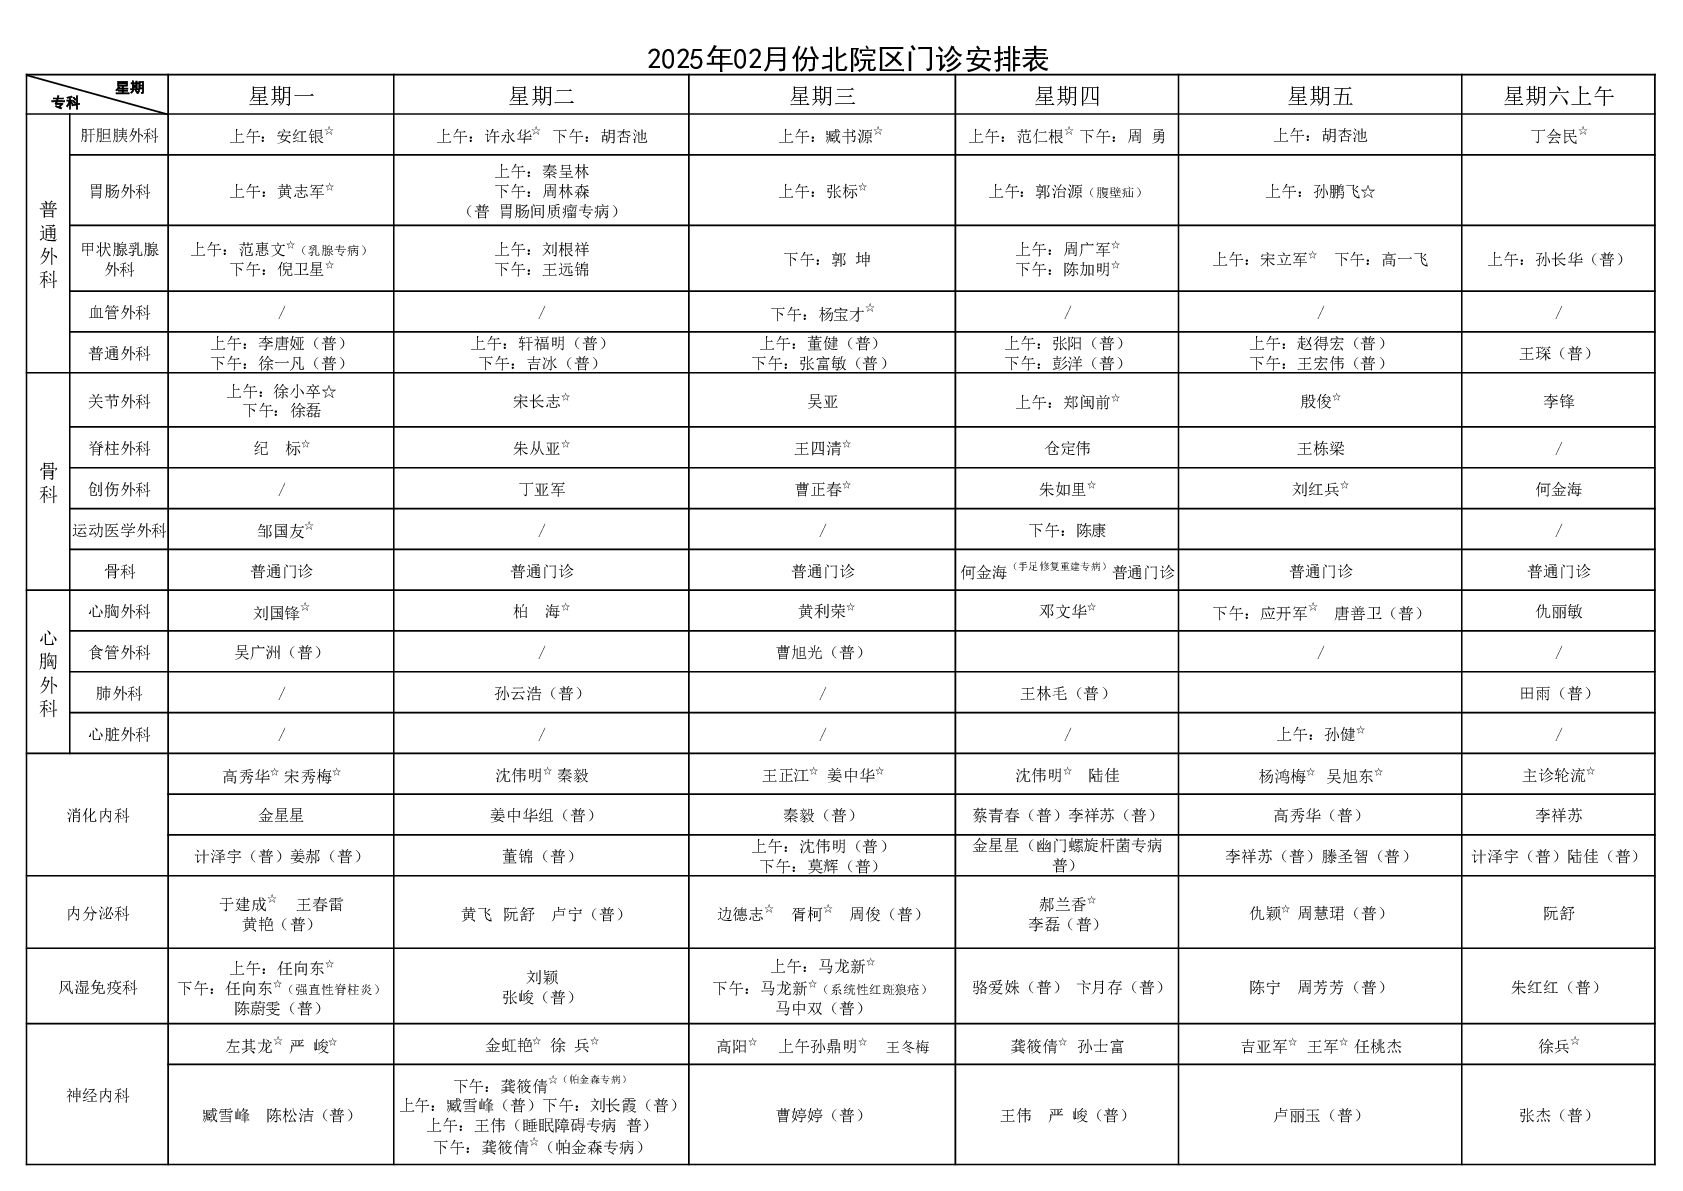 2025年02月份北院区门诊安排表
星期
专科
星期一 星期二 星期三 星期四 星期五 星期六上午
普通外科
肝胆胰外科 上午：安红银☆ 上午：许永华☆ 下午：胡杏池 上午：臧书源☆ 上午：范仁根☆ 下午：周 勇 上午：胡杏池 丁会民☆
胃肠外科 上午：黄志军☆ 上午：秦呈林
下午：周林森
（普 胃肠间质瘤专病） 上午：张标☆ 上午：郭治源（腹壁疝） 上午：孙鹏飞☆
甲状腺乳腺
外科 上午：范惠文☆（乳腺专病）
下午：倪卫星☆ 上午：刘根祥
下午：王远锦 下午：郭 坤 上午：周广军☆
下午：陈加明☆ 上午：宋立军☆ 下午：高一飞 上午：孙长华（普）
血管外科 / / 下午：杨宝才☆ / / /
普通外科 上午：李唐娅（普）
下午：徐一凡（普） 上午：轩福明（普）
下午：吉冰（普） 上午：董健（普）
下午：张富敏（普） 上午：张阳（普）
下午：彭洋（普） 上午：赵得宏（普）
下午：王宏伟（普） 王琛（普）
骨科
关节外科 上午：徐小卒☆
下午：徐磊 宋长志☆ 吴亚 上午：郑闽前☆ 殷俊☆ 李锋
脊柱外科 纪 标☆ 朱从亚☆ 王四清☆ 仓定伟 王栋梁 /
创伤外科 / 丁亚军 曹正春☆ 朱如里☆ 刘红兵☆ 何金海
运动医学外科 邹国友☆ / / 下午：陈康 /
骨科 普通门诊 普通门诊 普通门诊 何金海（手足修复重建专病）普通门诊 普通门诊 普通门诊
心胸外科
心胸外科 刘国锋☆ 柏 海☆ 黄利荣☆ 邓文华☆ 下午：应开军☆ 唐善卫（普） 仇丽敏
食管外科 吴广洲（普） / 曹旭光（普） / /
肺外科 / 孙云浩（普） / 王林毛（普） 田雨（普）
心脏外科 / / / / 上午：孙健☆ /
消化内科
高秀华☆ 宋秀梅☆ 沈伟明☆ 秦毅 王正江☆ 姜中华☆ 沈伟明☆ 陆佳 杨鸿梅☆ 吴旭东☆ 主诊轮流☆
金星星 姜中华组（普） 秦毅（普） 蔡青春（普）李祥苏（普） 高秀华（普） 李祥苏
计泽宇（普）姜郝（普） 董锦（普） 上午：沈伟明（普）
下午：莫辉（普） 金星星（幽门螺旋杆菌专病
普） 李祥苏（普）滕圣智（普） 计泽宇（普）陆佳（普）
内分泌科 于建成☆ 王春雷
黄艳（普） 黄飞 阮舒 卢宁（普） 边德志☆ 胥柯☆ 周俊（普） 郝兰香☆
李磊（普） 仇颖☆ 周慧珺（普） 阮舒
风湿免疫科 上午：任向东☆
下午：任向东☆（强直性脊柱炎）
陈蔚雯（普） 刘颖
张峻（普） 上午：马龙新☆
下午：马龙新☆（系统性红斑狼疮）
马中双（普） 骆爱姝（普） 卞月存（普） 陈宁 周芳芳（普） 朱红红（普）
神经内科
左其龙☆ 严 峻☆ 金虹艳☆ 徐 兵☆ 高阳☆ 上午孙鼎明☆ 王冬梅 龚筱倩☆ 孙士富 吉亚军☆ 王军☆ 任桃杰 徐兵☆
臧雪峰 陈松洁（普） 下午：龚筱倩☆（帕金森专病）
上午：臧雪峰（普）下午：刘长霞（普）
上午：王伟（睡眠障碍专病 普）
下午：龚筱倩☆（帕金森专病） 曹婷婷（普） 王伟 严 峻（普） 卢丽玉（普） 张杰（普）